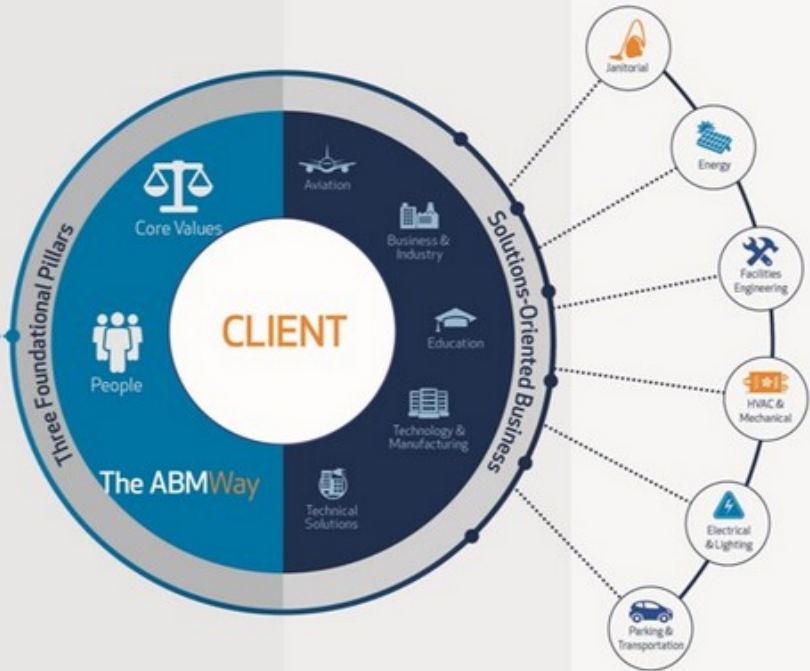 Three Foundational Pillars
Core Values
People
The ABMWay
CLIENT
Aviation
Business &
Industry
Education
Technology &
Manufacturing
Technical
Solutions
Solutions-Oriented Business
Janitorial
Energy
Facilities
Engineering
HVAC &
Mechanical
Electrical
& Lighting
Parking &
Transportation